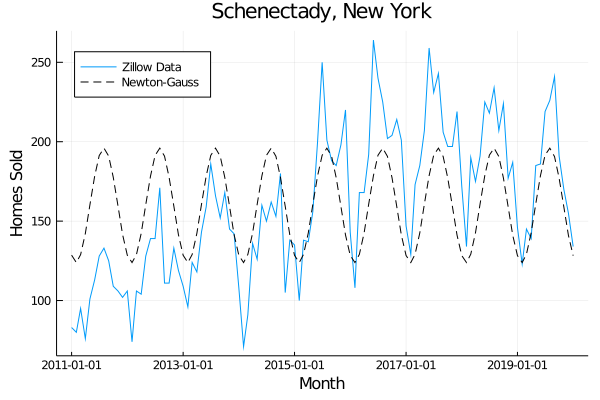 Schenectady, New York
Homes Sold
250
200
150
100
Zillow Data
Newton-Gauss
2011-01-01
2013-01-01
2015-01-01
2017-01-01
2019-01-01
Month